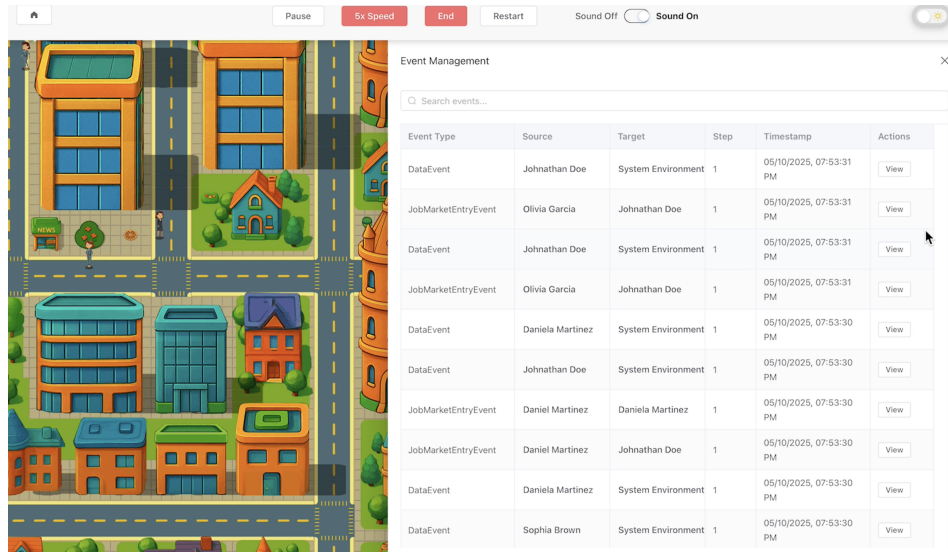 Pause 5x Speed End Restart Sound Off Sound On
Event Management
Search events...
Event Type Source Target Step Timestamp Actions
DataEvent Johnathan Doe System Environment 1 05/10/2025, 07:53:31 PM View
JobMarketEntryEvent Olivia Garcia Johnathan Doe 1 05/10/2025, 07:53:31 PM View
DataEvent Johnathan Doe System Environment 1 05/10/2025, 07:53:31 PM View
JobMarketEntryEvent Olivia Garcia Johnathan Doe 1 05/10/2025, 07:53:31 PM View
DataEvent Daniela Martinez System Environment 1 05/10/2025, 07:53:30 PM View
DataEvent Johnathan Doe System Environment 1 05/10/2025, 07:53:30 PM View
JobMarketEntryEvent Daniel Martinez Daniela Martinez 1 05/10/2025, 07:53:30 PM View
JobMarketEntryEvent Daniel Martinez Johnathan Doe 1 05/10/2025, 07:53:30 PM View
DataEvent Daniela Martinez System Environment 1 05/10/2025, 07:53:30 PM View
DataEvent Sophia Brown System Environment 1 05/10/2025, 07:53:30 PM View
NEWS